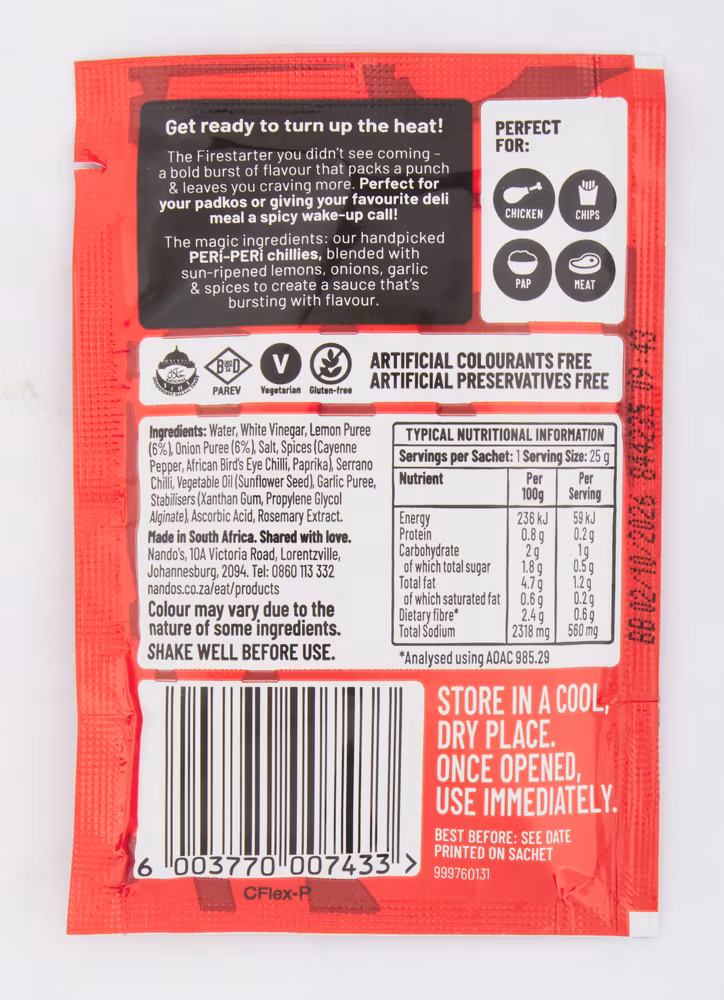 Get ready to turn up the heat!
The Firestarter you didn't see coming –
a bold burst of flavour that packs a punch
& leaves you craving more. Perfect for
your padkos or giving your favourite deli
meal a spicy wake-up call!
The magic ingredients: our handpicked
PERi-PERi chillies, blended with
sun-ripened lemons, onions, garlic
& spices to create a sauce that's
bursting with flavour.
PERFECT
FOR:
CHICKEN
CHIPS
PAP
MEAT
PAREV
Vegetarian
Gluten-free
ARTIFICIAL COLOURANTS FREE
ARTIFICIAL PRESERVATIVES FREE
Ingredients: Water, White Vinegar, Lemon Puree
(6%), Onion Puree (6%), Salt, Spices (Cayenne
Pepper, African Bird's Eye Chilli, Paprika), Serrano
Chilli, Vegetable Oil (Sunflower Seed), Garlic Puree,
Stabilisers (Xanthan Gum, Propylene Glycol
Alginate), Ascorbic Acid, Rosemary Extract.
Made in South Africa. Shared with love.
Nando's, 10A Victoria Road, Lorentzville,
Johannesburg, 2094. Tel: 0860 113 332
nandos.co.za/eat/products
Colour may vary due to the
nature of some ingredients.
SHAKE WELL BEFORE USE.
TYPICAL NUTRITIONAL INFORMATION
Servings per Sachet: 1 Serving Size: 25 g
Nutrient Per 100g Per Serving
Energy 236 kJ 59 kJ
Protein 0.8 g 0.2 g
Carbohydrate 2 g 1 g
of which total sugar 1.8 g 0.5 g
Total fat 4.7 g 1.2 g
of which saturated fat 0.6 g 0.2 g
Dietary fibre* 2.4 g 0.6 g
Total Sodium 2318 mg 560 mg
*Analysed using AOAC 985.29
STORE IN A COOL,
DRY PLACE.
ONCE OPENED,
USE IMMEDIATELY.
BEST BEFORE: SEE DATE
PRINTED ON SACHET
999760131
6 003770 007433 >
CFlex-P
BB 02/10/2026